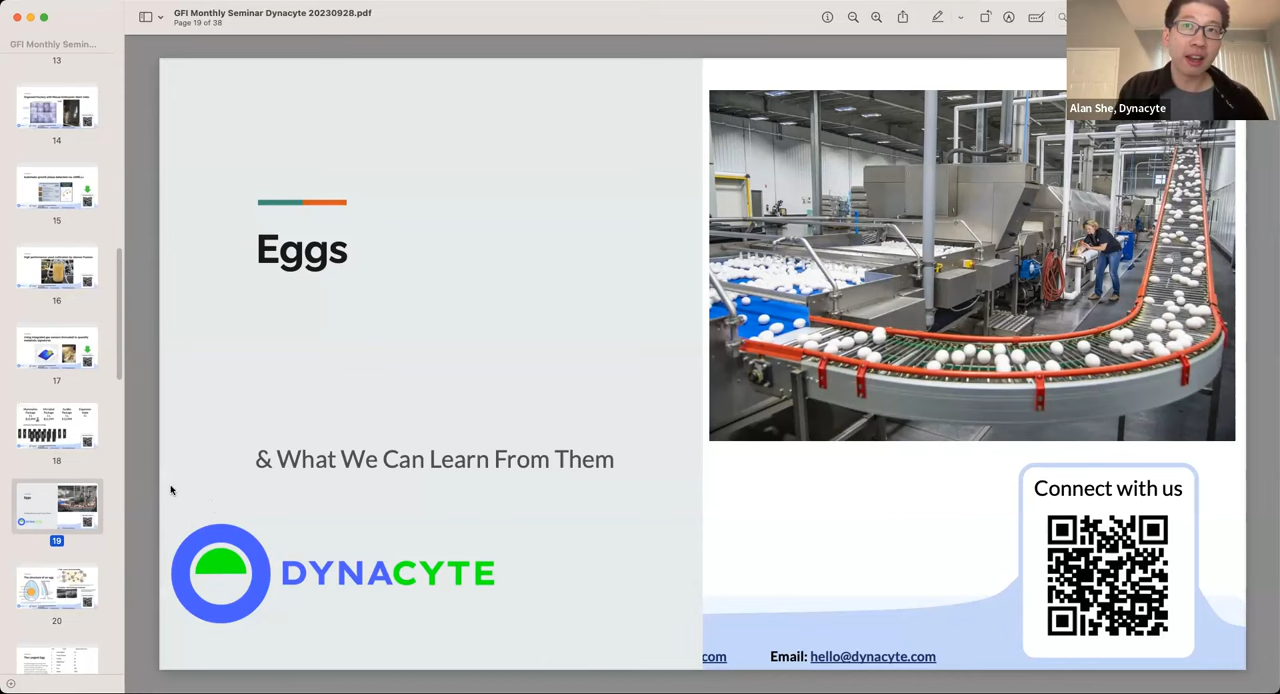 GFI Monthly Seminar Dynacyte 20230928.pdf
Page 19 of 38
GFI Monthly Semin...
13
14
15
16
17
18
19
20
Eggs
& What We Can Learn From Them
DYNACYTE
Alan She, Dynacyte
Connect with us
com
Email: hello@dynacyte.com